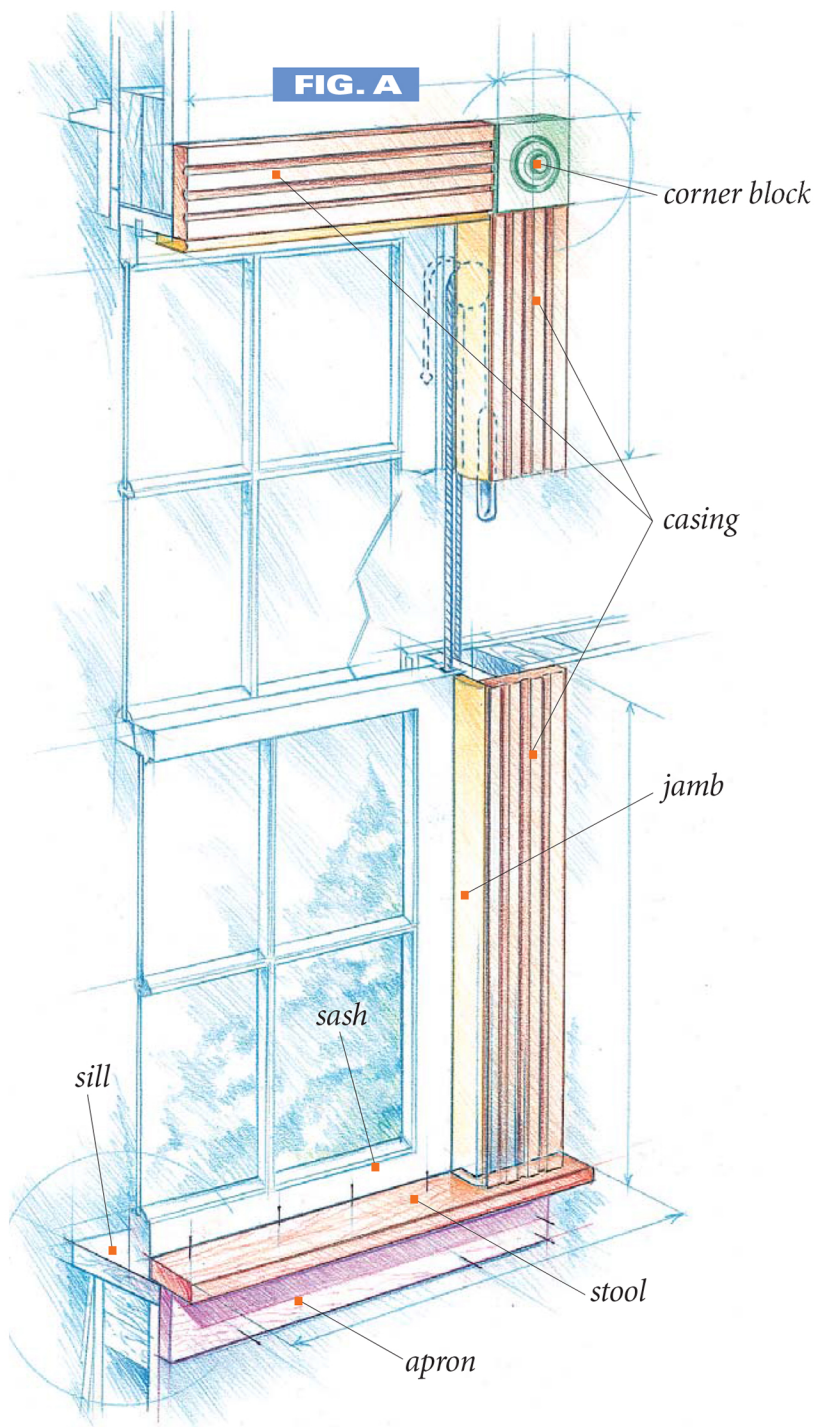 FIG. A
corner block
casing
jamb
sash
sill
stool
apron